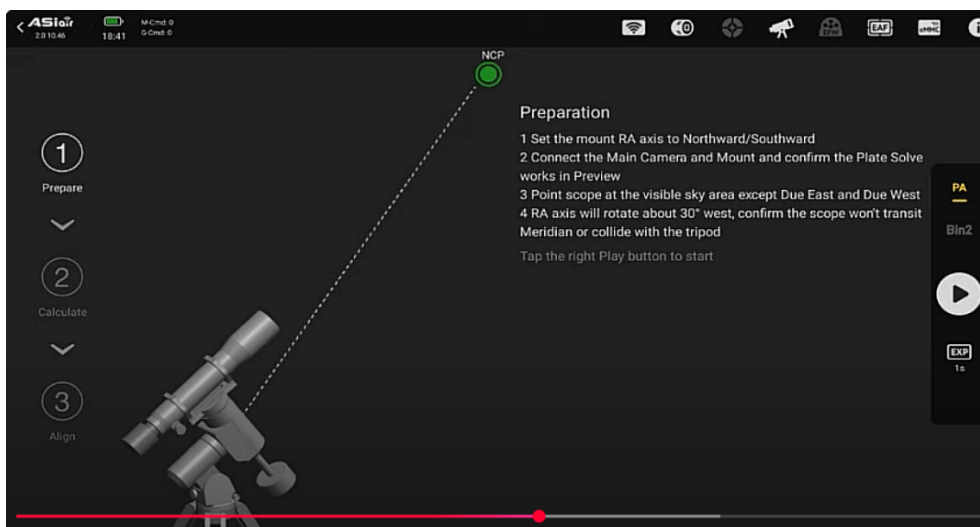 ASiair
2.0 10.46
18:41
M-Cmd: 0
G-Cmd: 0
0
EFW
EAF
eMMC
NCP
Preparation
1 Set the mount RA axis to Northward/Southward
2 Connect the Main Camera and Mount and confirm the Plate Solve
works in Preview
3 Point scope at the visible sky area except Due East and Due West
4 RA axis will rotate about 30° west, confirm the scope won't transit
Meridian or collide with the tripod
Tap the right Play button to start
1
Prepare
2
Calculate
3
Align
PA
Bin2
EXP
1s